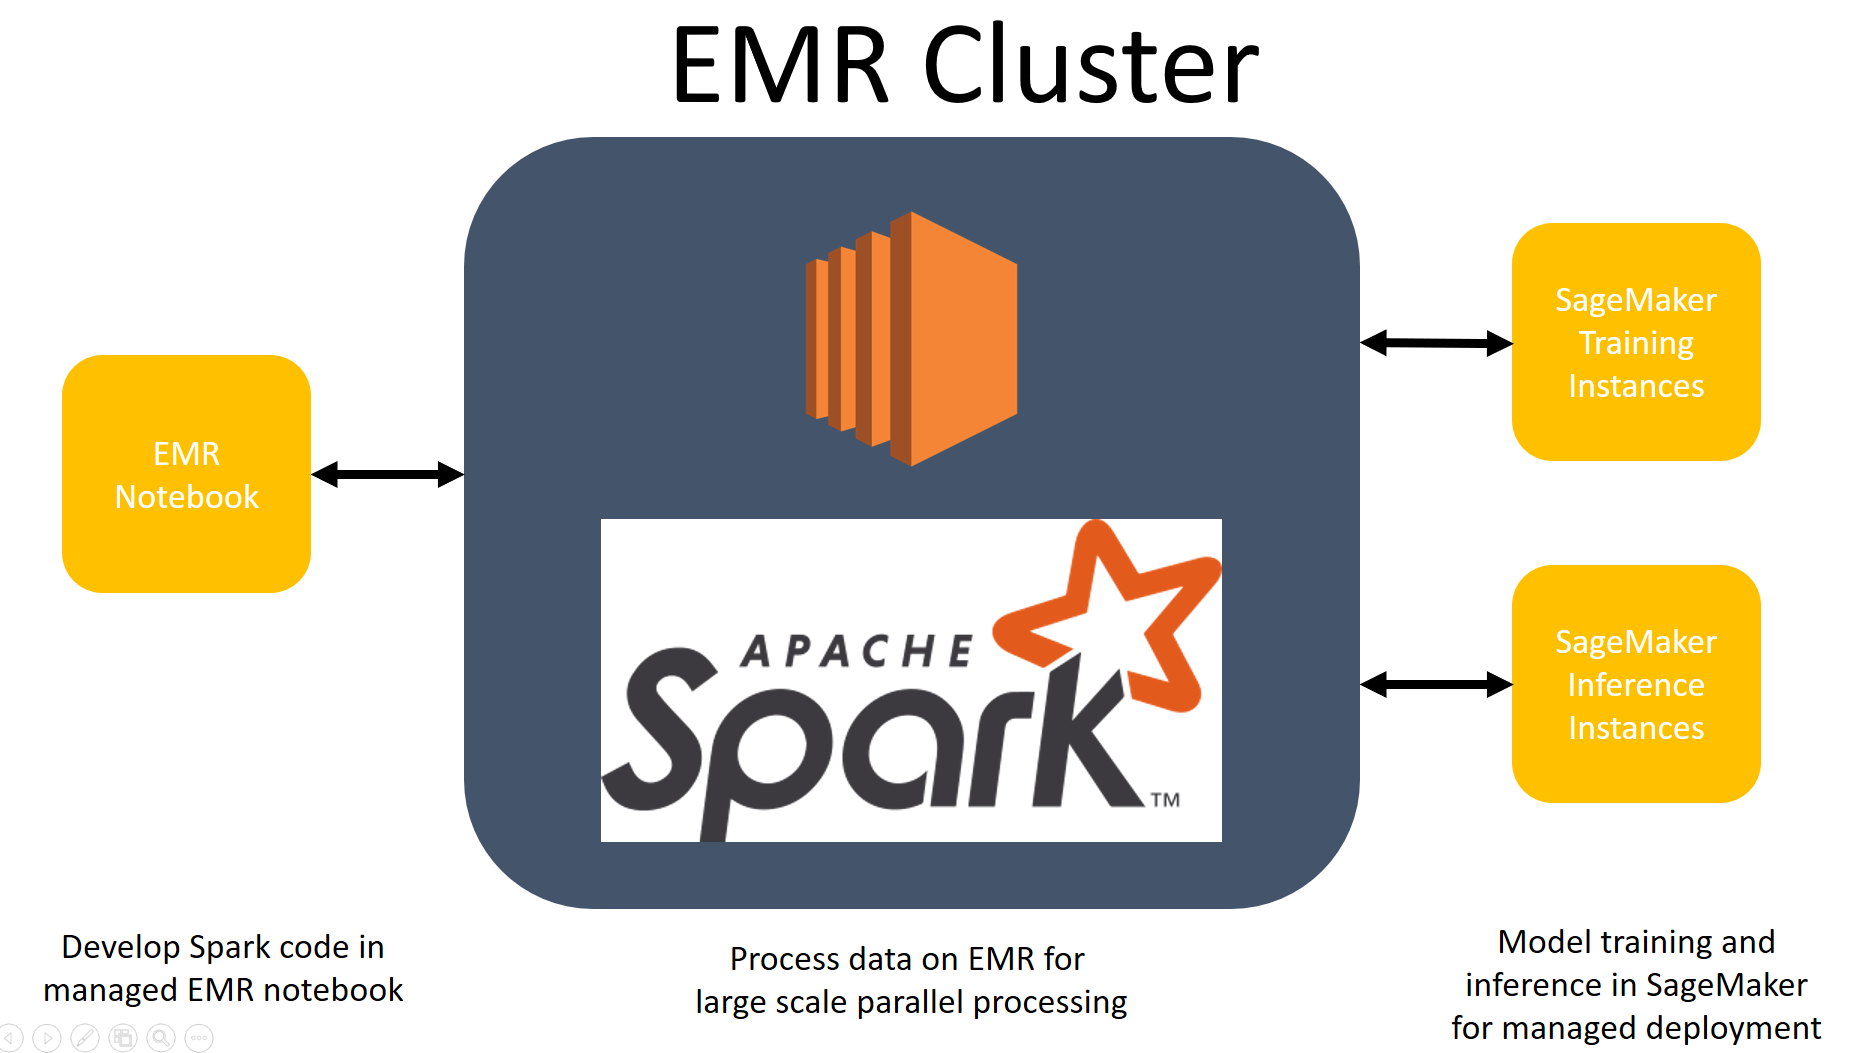 EMR Cluster
EMR
Notebook
APACHE
Spark
TM
SageMaker
Training
Instances
SageMaker
Inference
Instances
Develop Spark code in
managed EMR notebook
Process data on EMR for
large scale parallel processing
Model training and
inference in SageMaker
for managed deployment